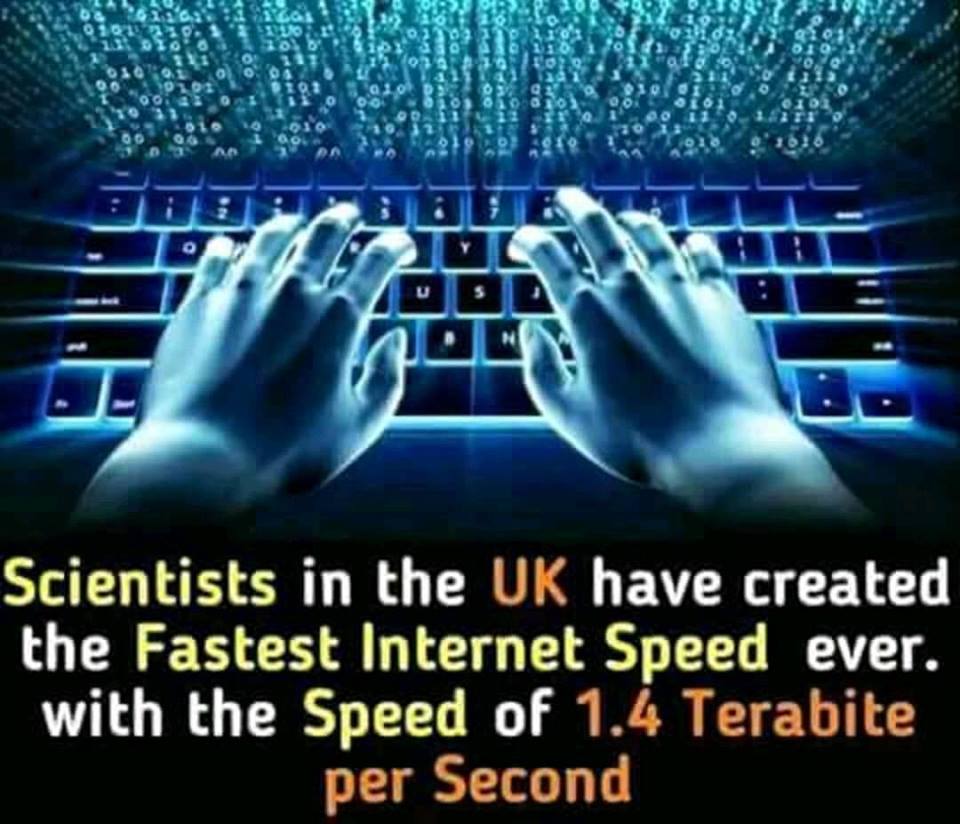 Scientists in the UK have created
the Fastest Internet Speed ever.
with the Speed of 1.4 Terabite
per Second